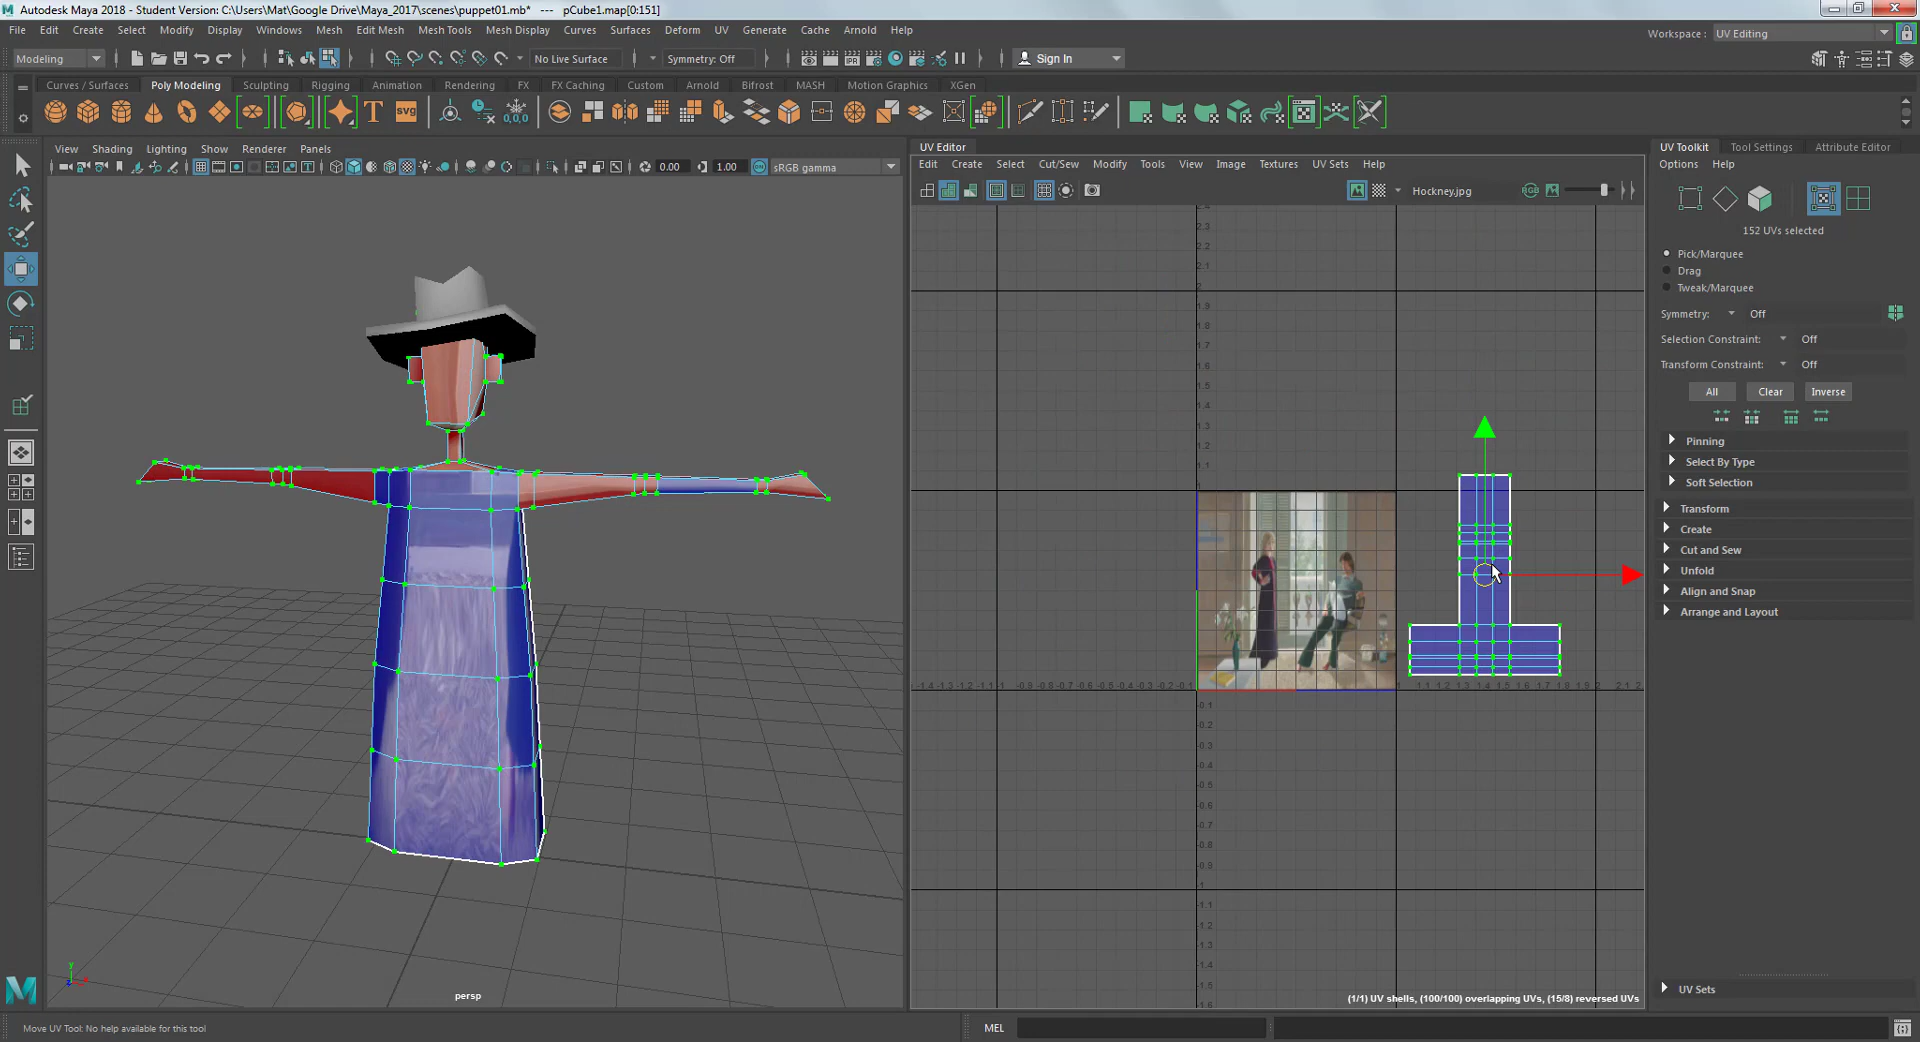 Autodesk Maya 2018 - Student Version: C:\Users\Mat\Google Drive\Maya_2017\scenes\puppet01.mb* --- pCube1.map[0:151]
File Edit Create Select Modify Display Windows Mesh Edit Mesh Mesh Tools Mesh Display Curves Surfaces Deform UV Generate Cache Arnold Help
Workspace : UV Editing
Modeling No Live Surface Symmetry: Off Sign In
Curves / Surfaces Poly Modeling Sculpting Rigging Animation Rendering FX FX Caching Custom Arnold Bifrost MASH Motion Graphics XGen
T svg 0,0,0
View Shading Lighting Show Renderer Panels
0.00 1.00 sRGB gamma
persp
UV Editor
Edit Create Select Cut/Sew Modify Tools View Image Textures UV Sets Help
Hockney.jpg
(1/1) UV shells, (100/100) overlapping UVs, (15/8) reversed UVs
UV Toolkit Tool Settings Attribute Editor
Options Help
152 UVs selected
Pick/Marquee
Drag
Tweak/Marquee
Symmetry: Off
Selection Constraint: Off
Transform Constraint: Off
All Clear Inverse
Pinning
Select By Type
Soft Selection
Transform
Create
Cut and Sew
Unfold
Align and Snap
Arrange and Layout
UV Sets
Move UV Tool: No help available for this tool
MEL